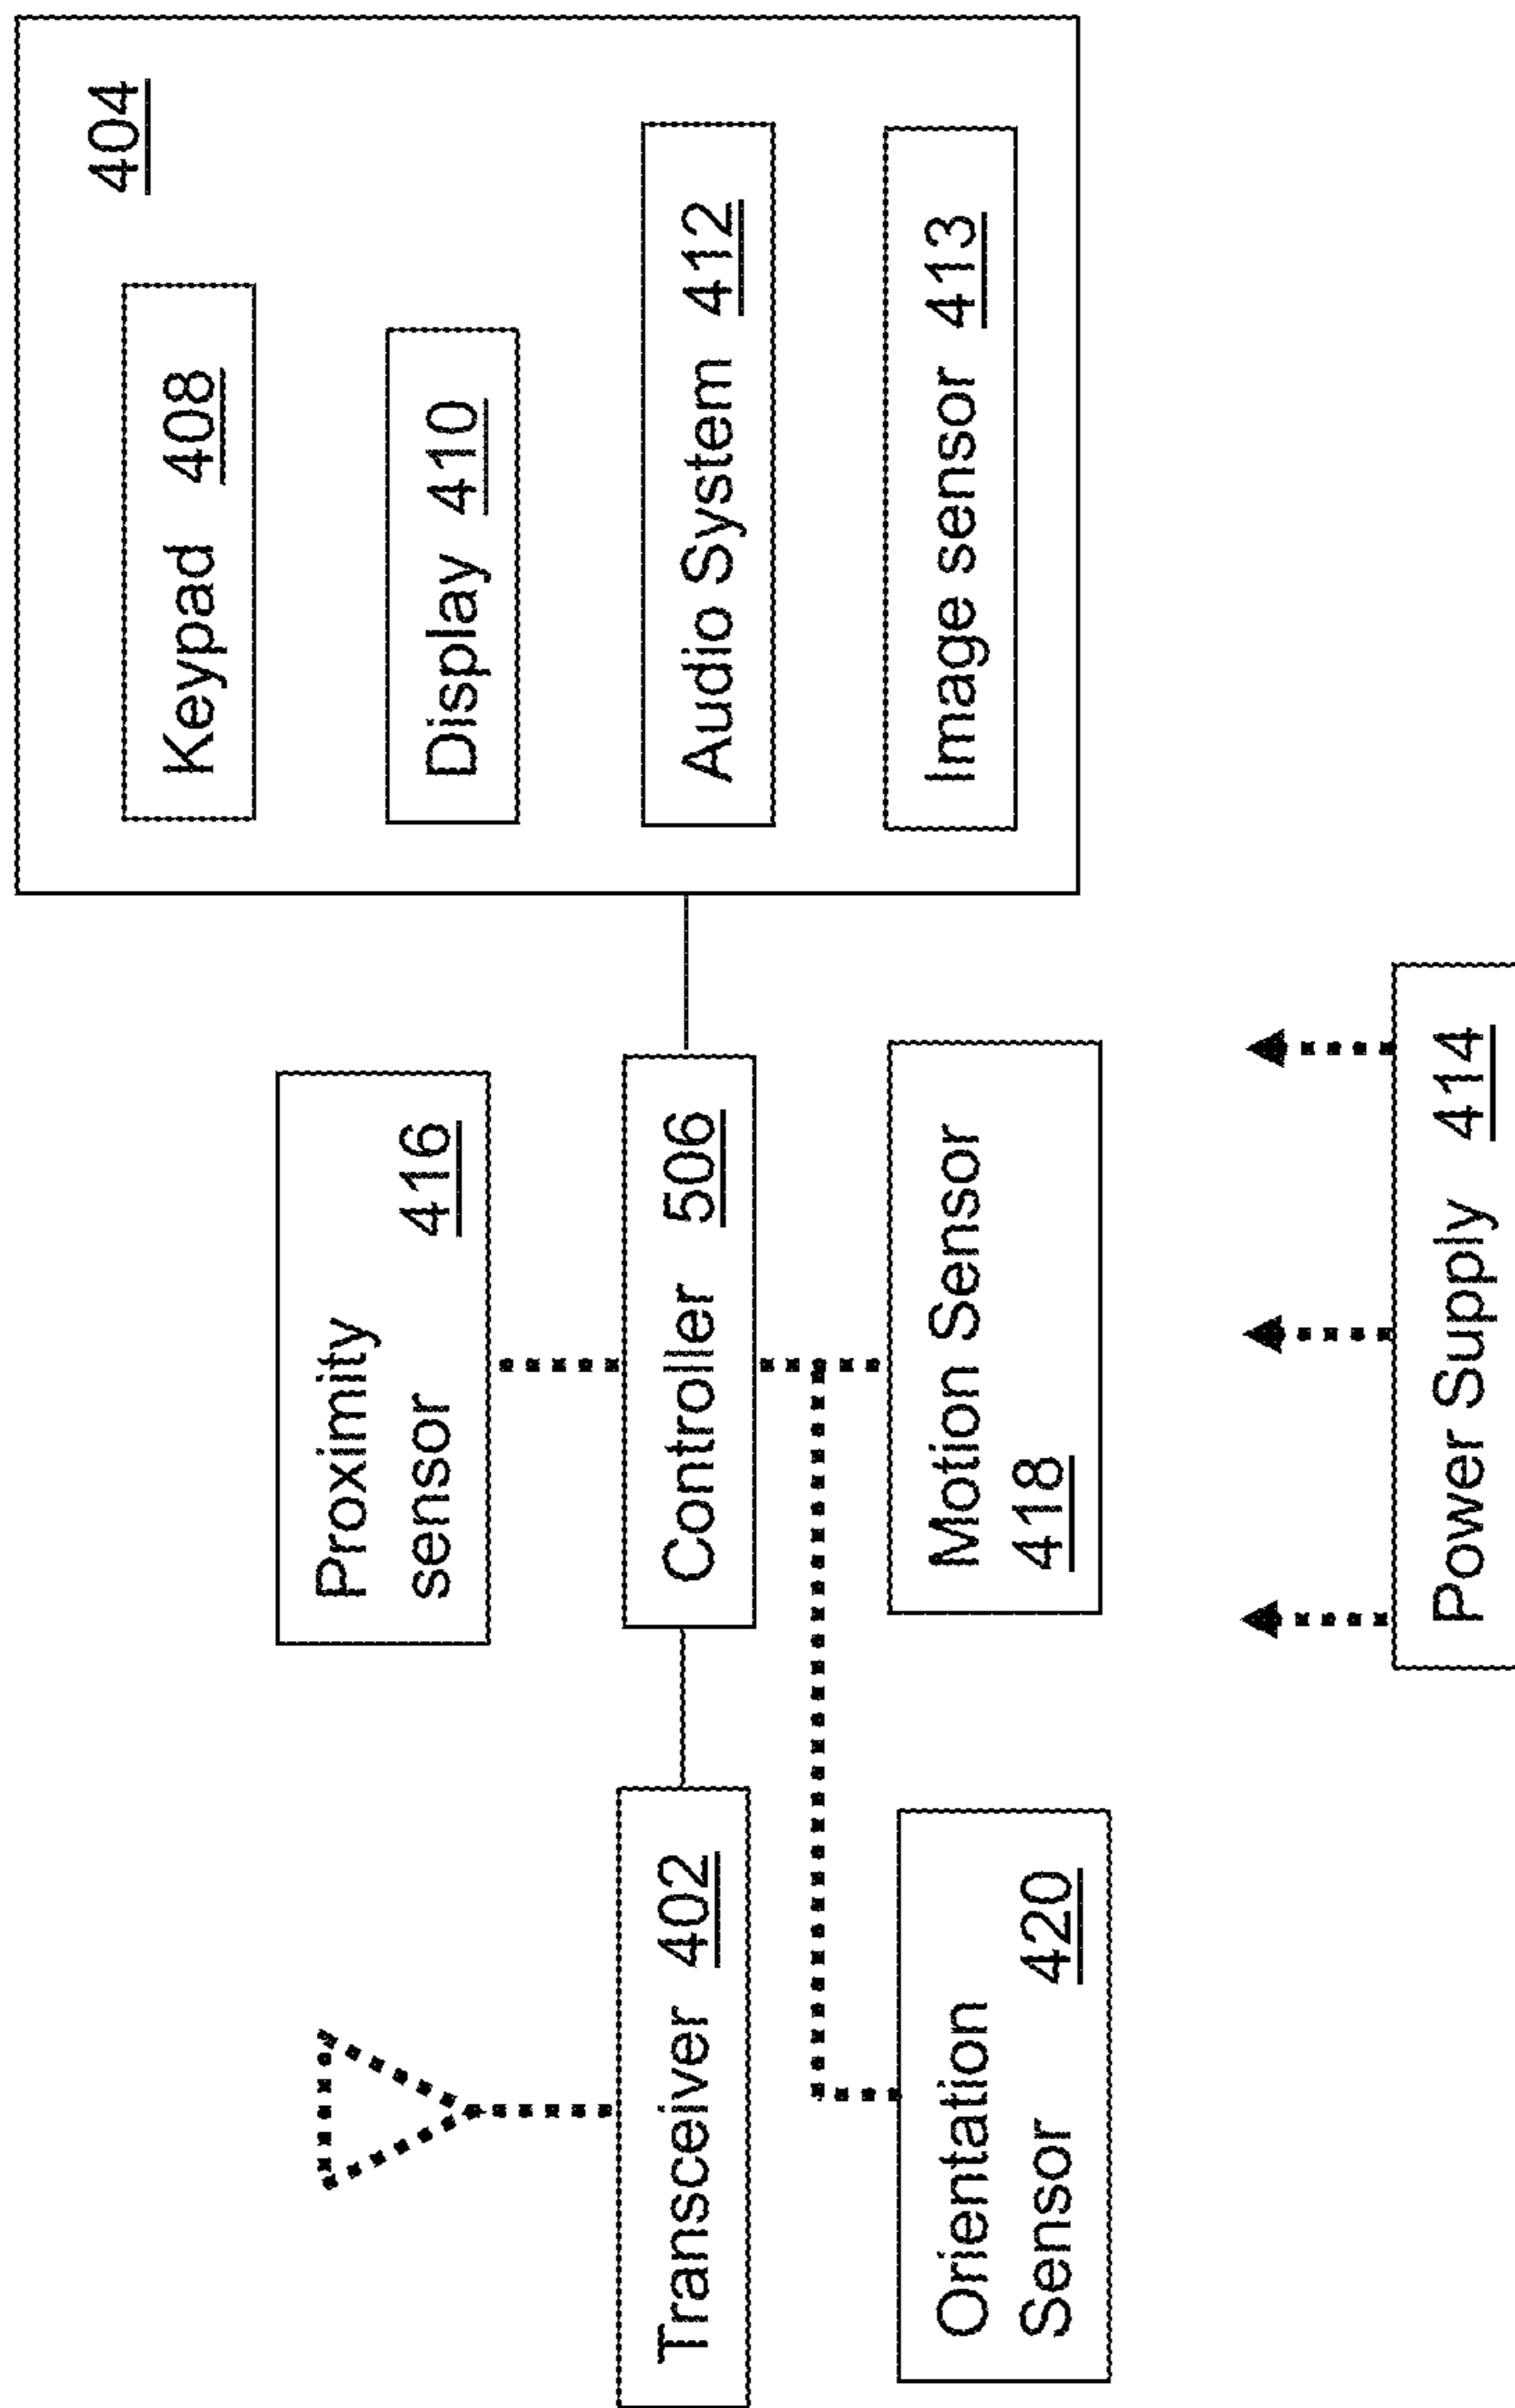 404
Keypad 408
Display 410
Audio System 412
Image sensor 413
Proximity
sensor 416
Controller 506
Motion Sensor
418
Transceiver 402
Orientation
Sensor 420
Power Supply 414